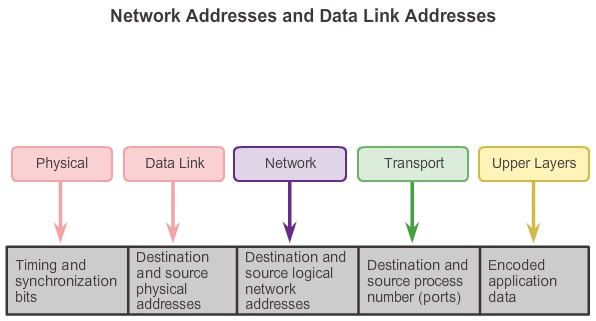 Network Addresses and Data Link Addresses
Physical
Data Link
Network
Transport
Upper Layers
Timing and
synchronization
bits
Destination
and source
physical
addresses
Destination and
source logical
network
addresses
Destination and
source process
number (ports)
Encoded
application
data